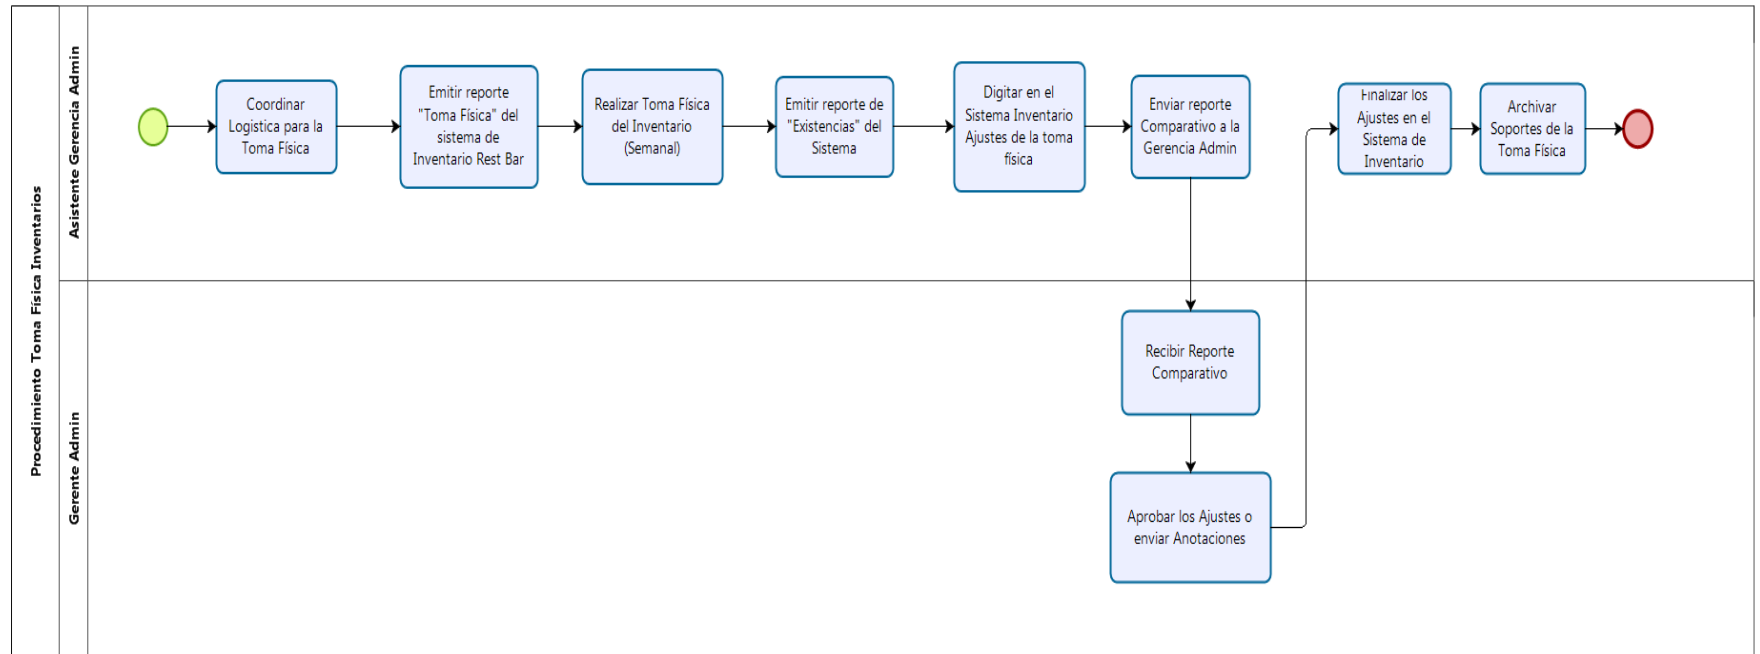 Procedimiento Toma Física Inventarios
Asistente Gerencia Admin
Coordinar
Logistica para la
Toma Física
Emitir reporte
"Toma Física" del
sistema de
Inventario Rest Bar
Realizar Toma Física
del Inventario
(Semanal)
Emitir reporte de
"Existencias" del
Sistema
Digitar en el
Sistema Inventario
Ajustes de la toma
física
Enviar reporte
Comparativo a la
Gerencia Admin
Finalizar los
Ajustes en el
Sistema de
Inventario
Archivar
Soportes de la
Toma Física
Gerente Admin
Recibir Reporte
Comparativo
Aprobar los Ajustes o
enviar Anotaciones